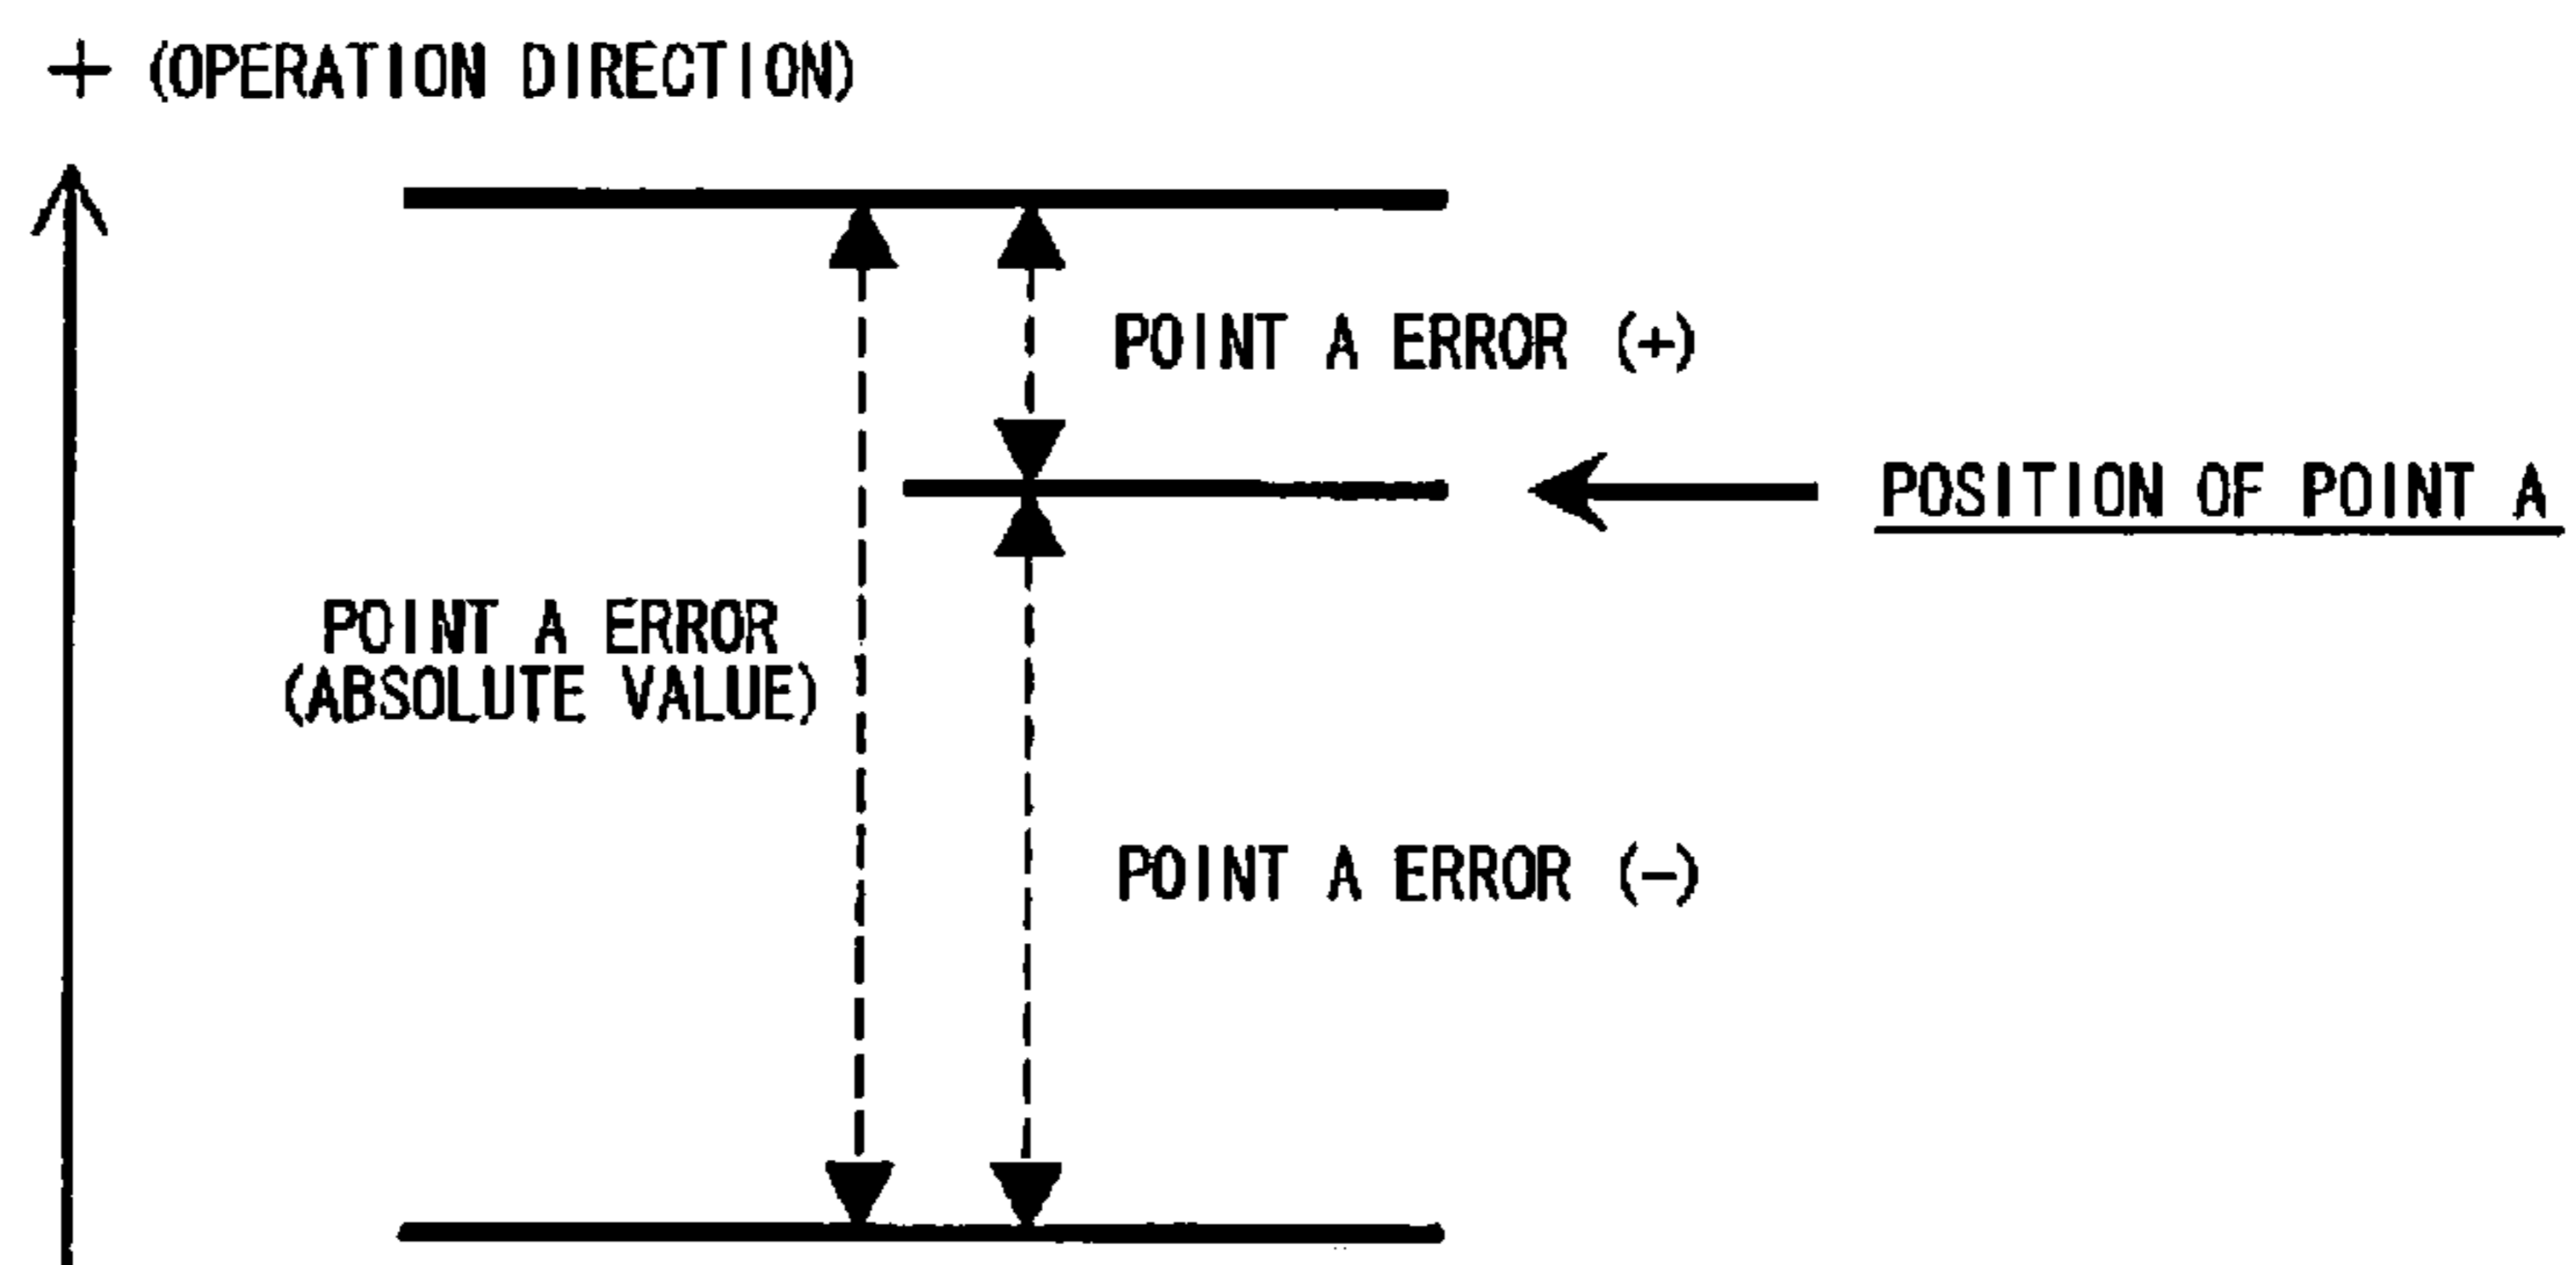 + (OPERATION DIRECTION)
POINT A ERROR (+)
POSITION OF POINT A
POINT A ERROR
(ABSOLUTE VALUE)
POINT A ERROR (−)